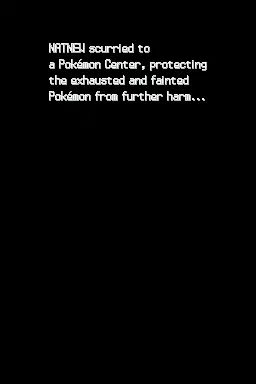 NATNEW scurried to
a Pokémon Center, protecting
the exhausted and fainted
Pokémon from further harm...